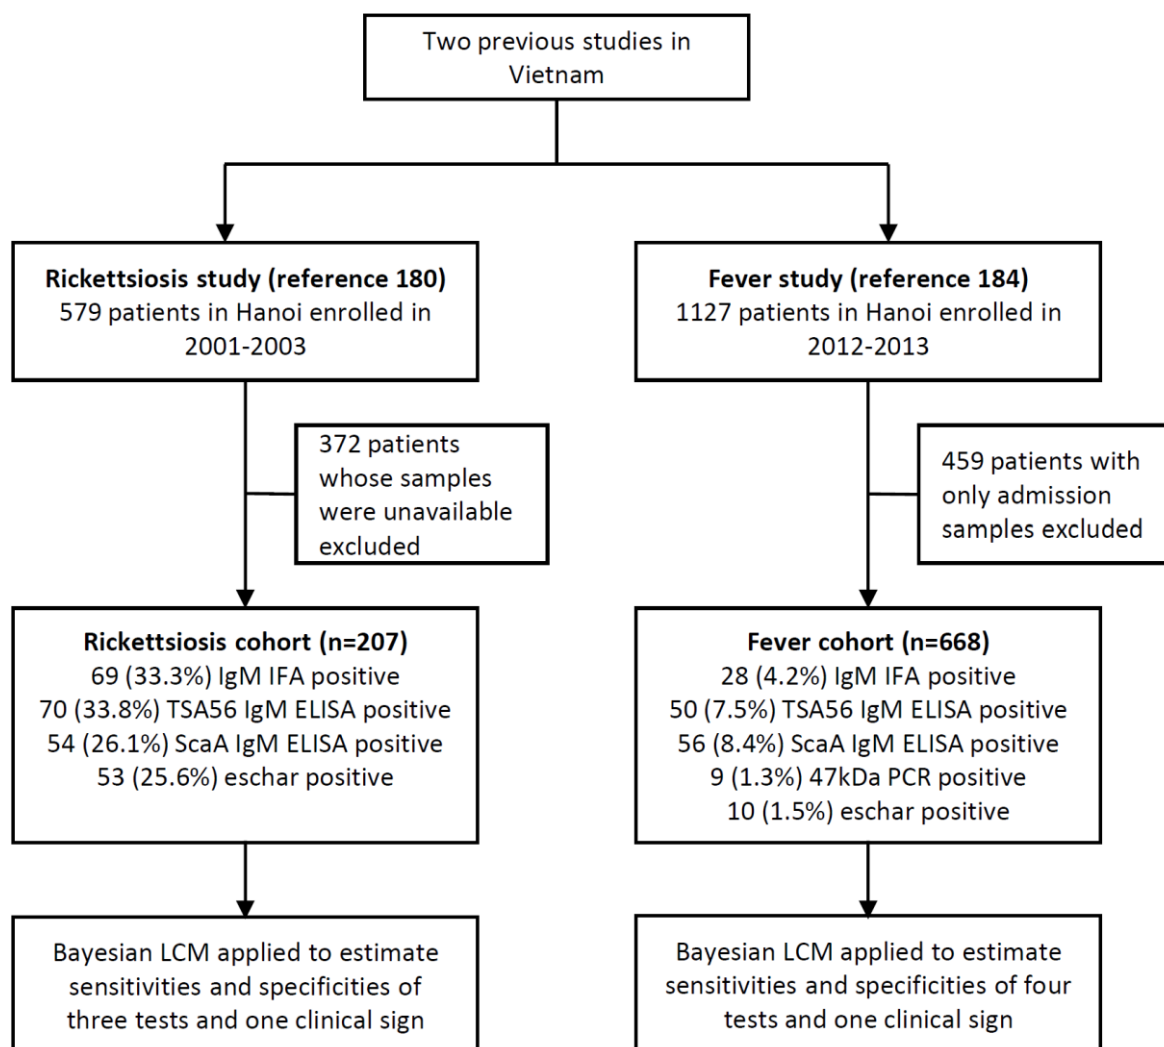 Two previous studies in
Vietnam
Rickettsiosis study (reference 180)
579 patients in Hanoi enrolled in
2001-2003
Fever study (reference 184)
1127 patients in Hanoi enrolled in
2012-2013
372 patients
whose samples
were unavailable
excluded
459 patients with
only admission
samples excluded
Rickettsiosis cohort (n=207)
69 (33.3%) IgM IFA positive
70 (33.8%) TSA56 IgM ELISA positive
54 (26.1%) ScaA IgM ELISA positive
53 (25.6%) eschar positive
Fever cohort (n=668)
28 (4.2%) IgM IFA positive
50 (7.5%) TSA56 IgM ELISA positive
56 (8.4%) ScaA IgM ELISA positive
9 (1.3%) 47kDa PCR positive
10 (1.5%) eschar positive
Bayesian LCM applied to estimate
sensitivities and specificities of
three tests and one clinical sign
Bayesian LCM applied to estimate
sensitivities and specificities of four
tests and one clinical sign